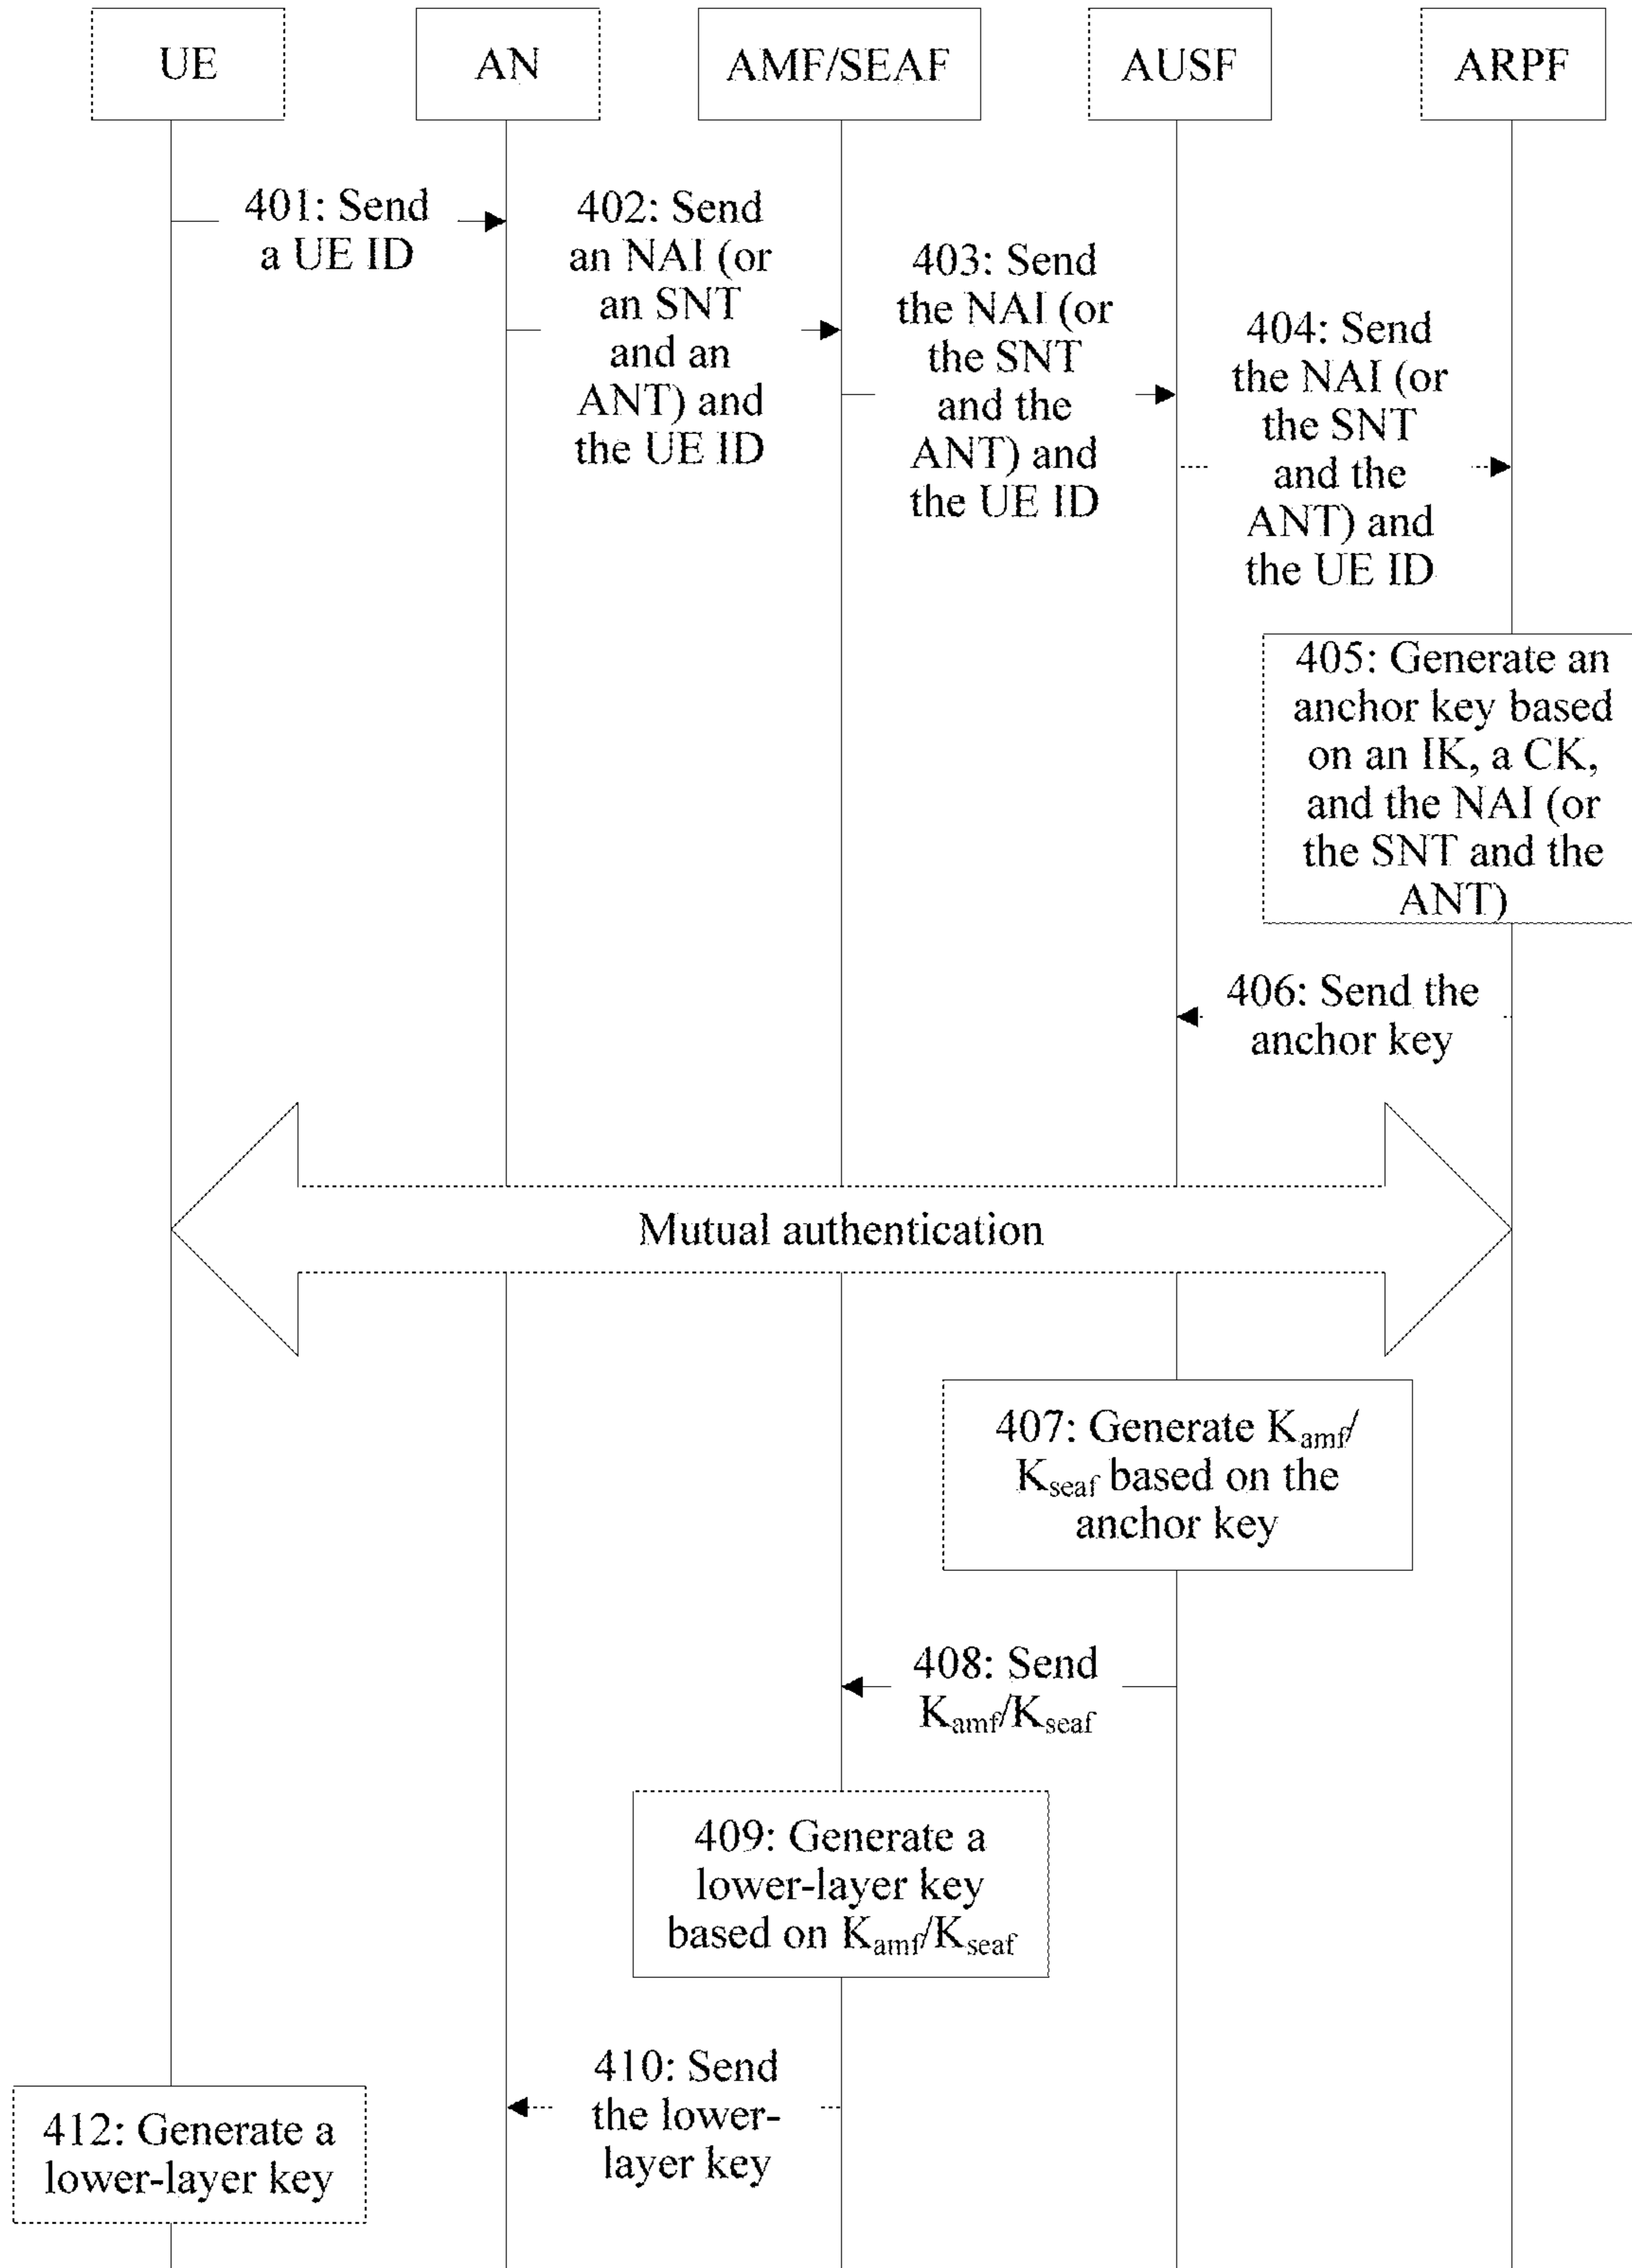 UE
AN
AMF/SEAF
AUSF
ARPF
401: Send
a UE ID
402: Send
an NAI (or
an SNT
and an
ANT) and
the UE ID
403: Send
the NAI (or
the SNT
and the
ANT) and
the UE ID
404: Send
the NAI (or
the SNT
and the
ANT) and
the UE ID
405: Generate an
anchor key based
on an IK, a CK,
and the NAI (or
the SNT and the
ANT)
406: Send the
anchor key
Mutual authentication
407: Generate Kamf/
Kseaf based on the
anchor key
408: Send
Kamf/Kseaf
409: Generate a
lower-layer key
based on Kamf/Kseaf
410: Send
the lower-
layer key
412: Generate a
lower-layer key